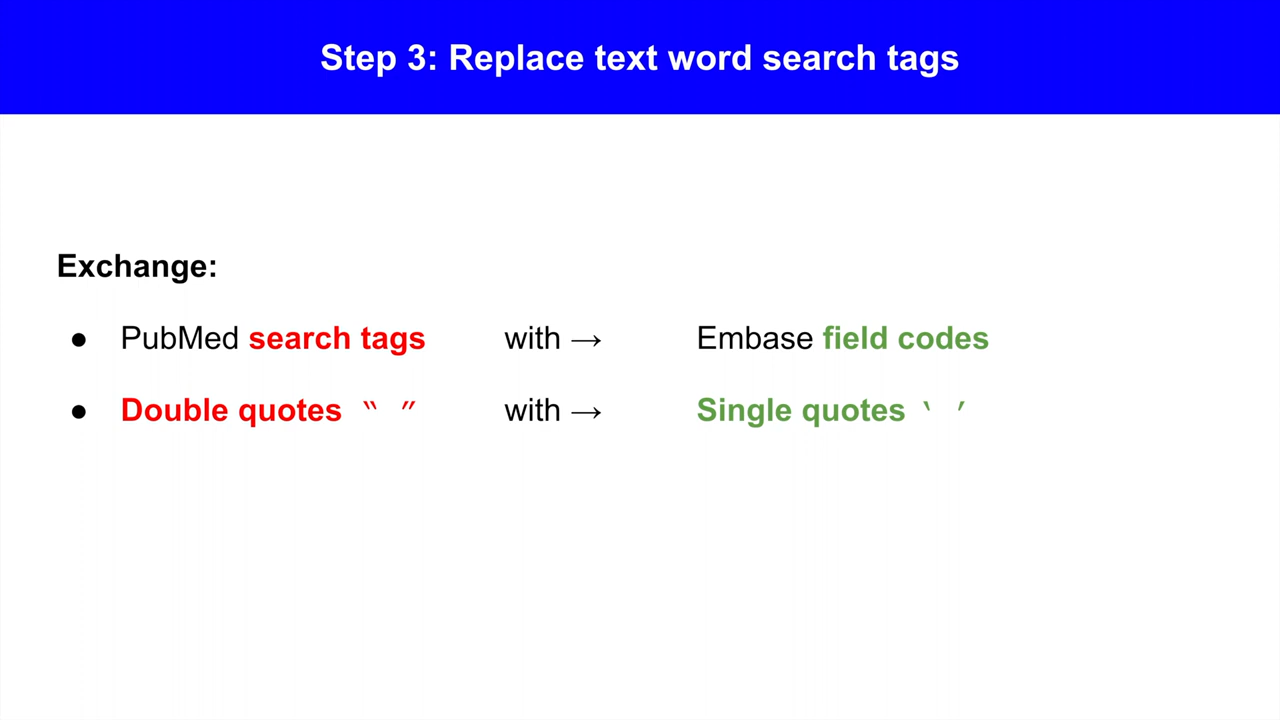 Step 3: Replace text word search tags
Exchange:
● PubMed search tags with → Embase field codes
● Double quotes “ ” with → Single quotes ‘ ’